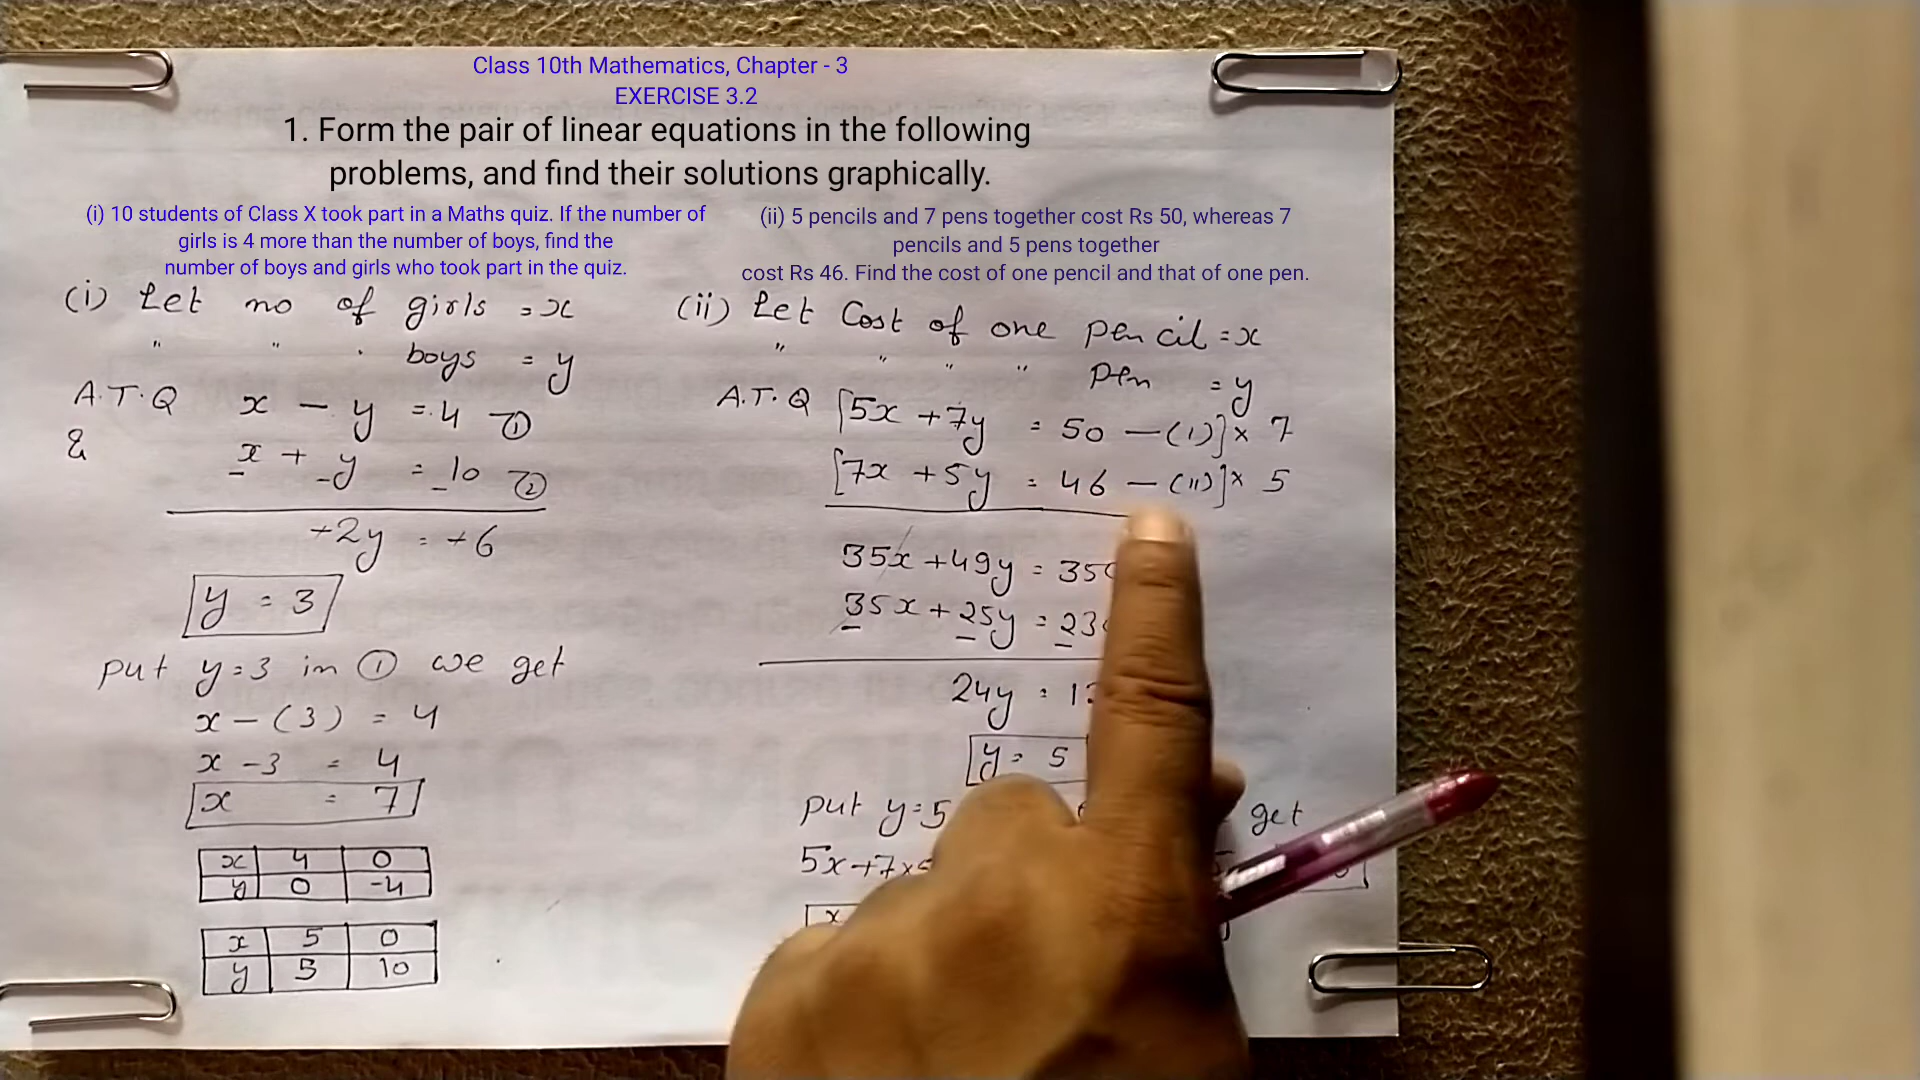 Class 10th Mathematics, Chapter - 3
EXERCISE 3.2
1. Form the pair of linear equations in the following
problems, and find their solutions graphically.
(i) 10 students of Class X took part in a Maths quiz. If the number of
girls is 4 more than the number of boys, find the
number of boys and girls who took part in the quiz.
(i) Let no of girls = x
" " . boys = y
A.T.Q x - y = 4 ①
& x + y = 10 ②
+2y = +6
y = 3
put y=3 in ① we get
x - (3) = 4
x - 3 = 4
x = 7
x 4 0
y 0 -4
x 5 0
y 5 10
(ii) 5 pencils and 7 pens together cost Rs 50, whereas 7
pencils and 5 pens together
cost Rs 46. Find the cost of one pencil and that of one pen.
(ii) Let Cost of one pencil = x
" " " " pen = y
A.T.Q [5x + 7y = 50 — (i)] × 7
[7x + 5y = 46 — (ii)] × 5
35x + 49y = 35
35x + 25y = 23
24y = 1
y = 5
put y=5 get
5x+7×
x